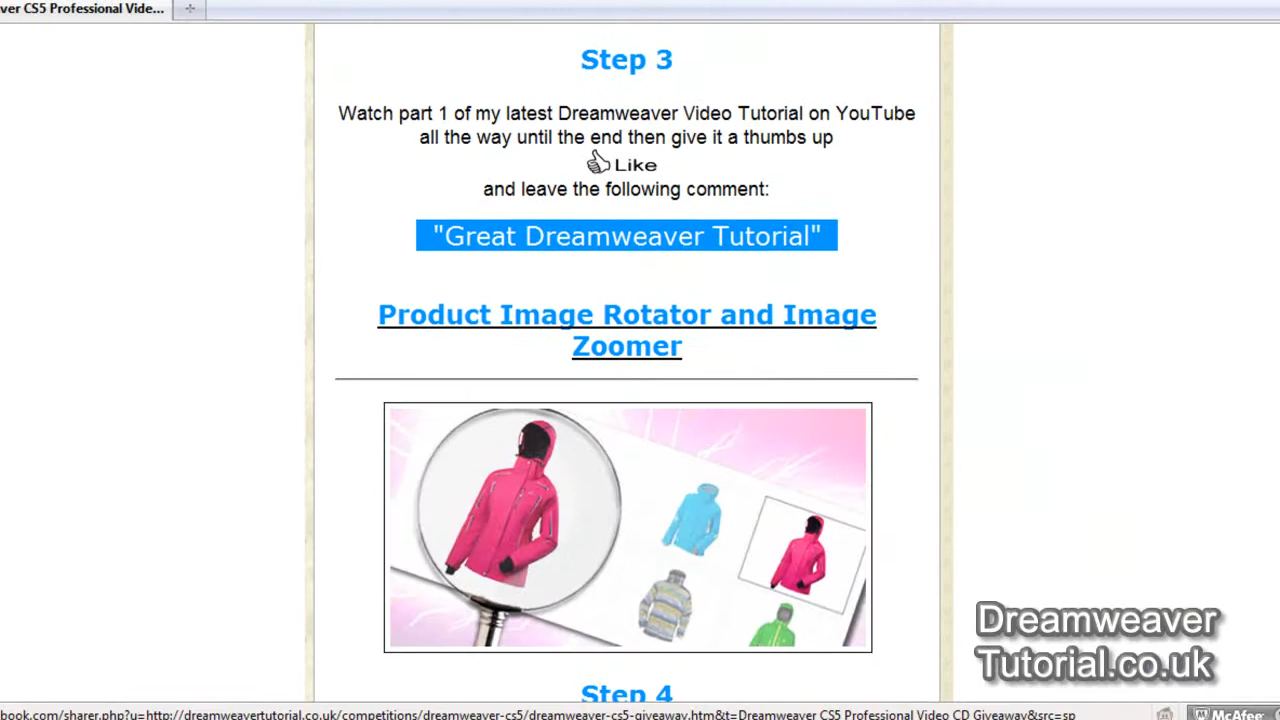 ver CS5 Professional Vide...
Step 3
Watch part 1 of my latest Dreamweaver Video Tutorial on YouTube
all the way until the end then give it a thumbs up
Like
and leave the following comment:
"Great Dreamweaver Tutorial"
Product Image Rotator and Image
Zoomer
Dreamweaver
Tutorial.co.uk
Step 4
book.com/sharer.php?u=http://dreamweavertutorial.co.uk/competitions/dreamweaver-cs5/dreamweaver-cs5-giveaway.htm&t=Dreamweaver CS5 Professional Video CD Giveaway&src=sp
McAfee